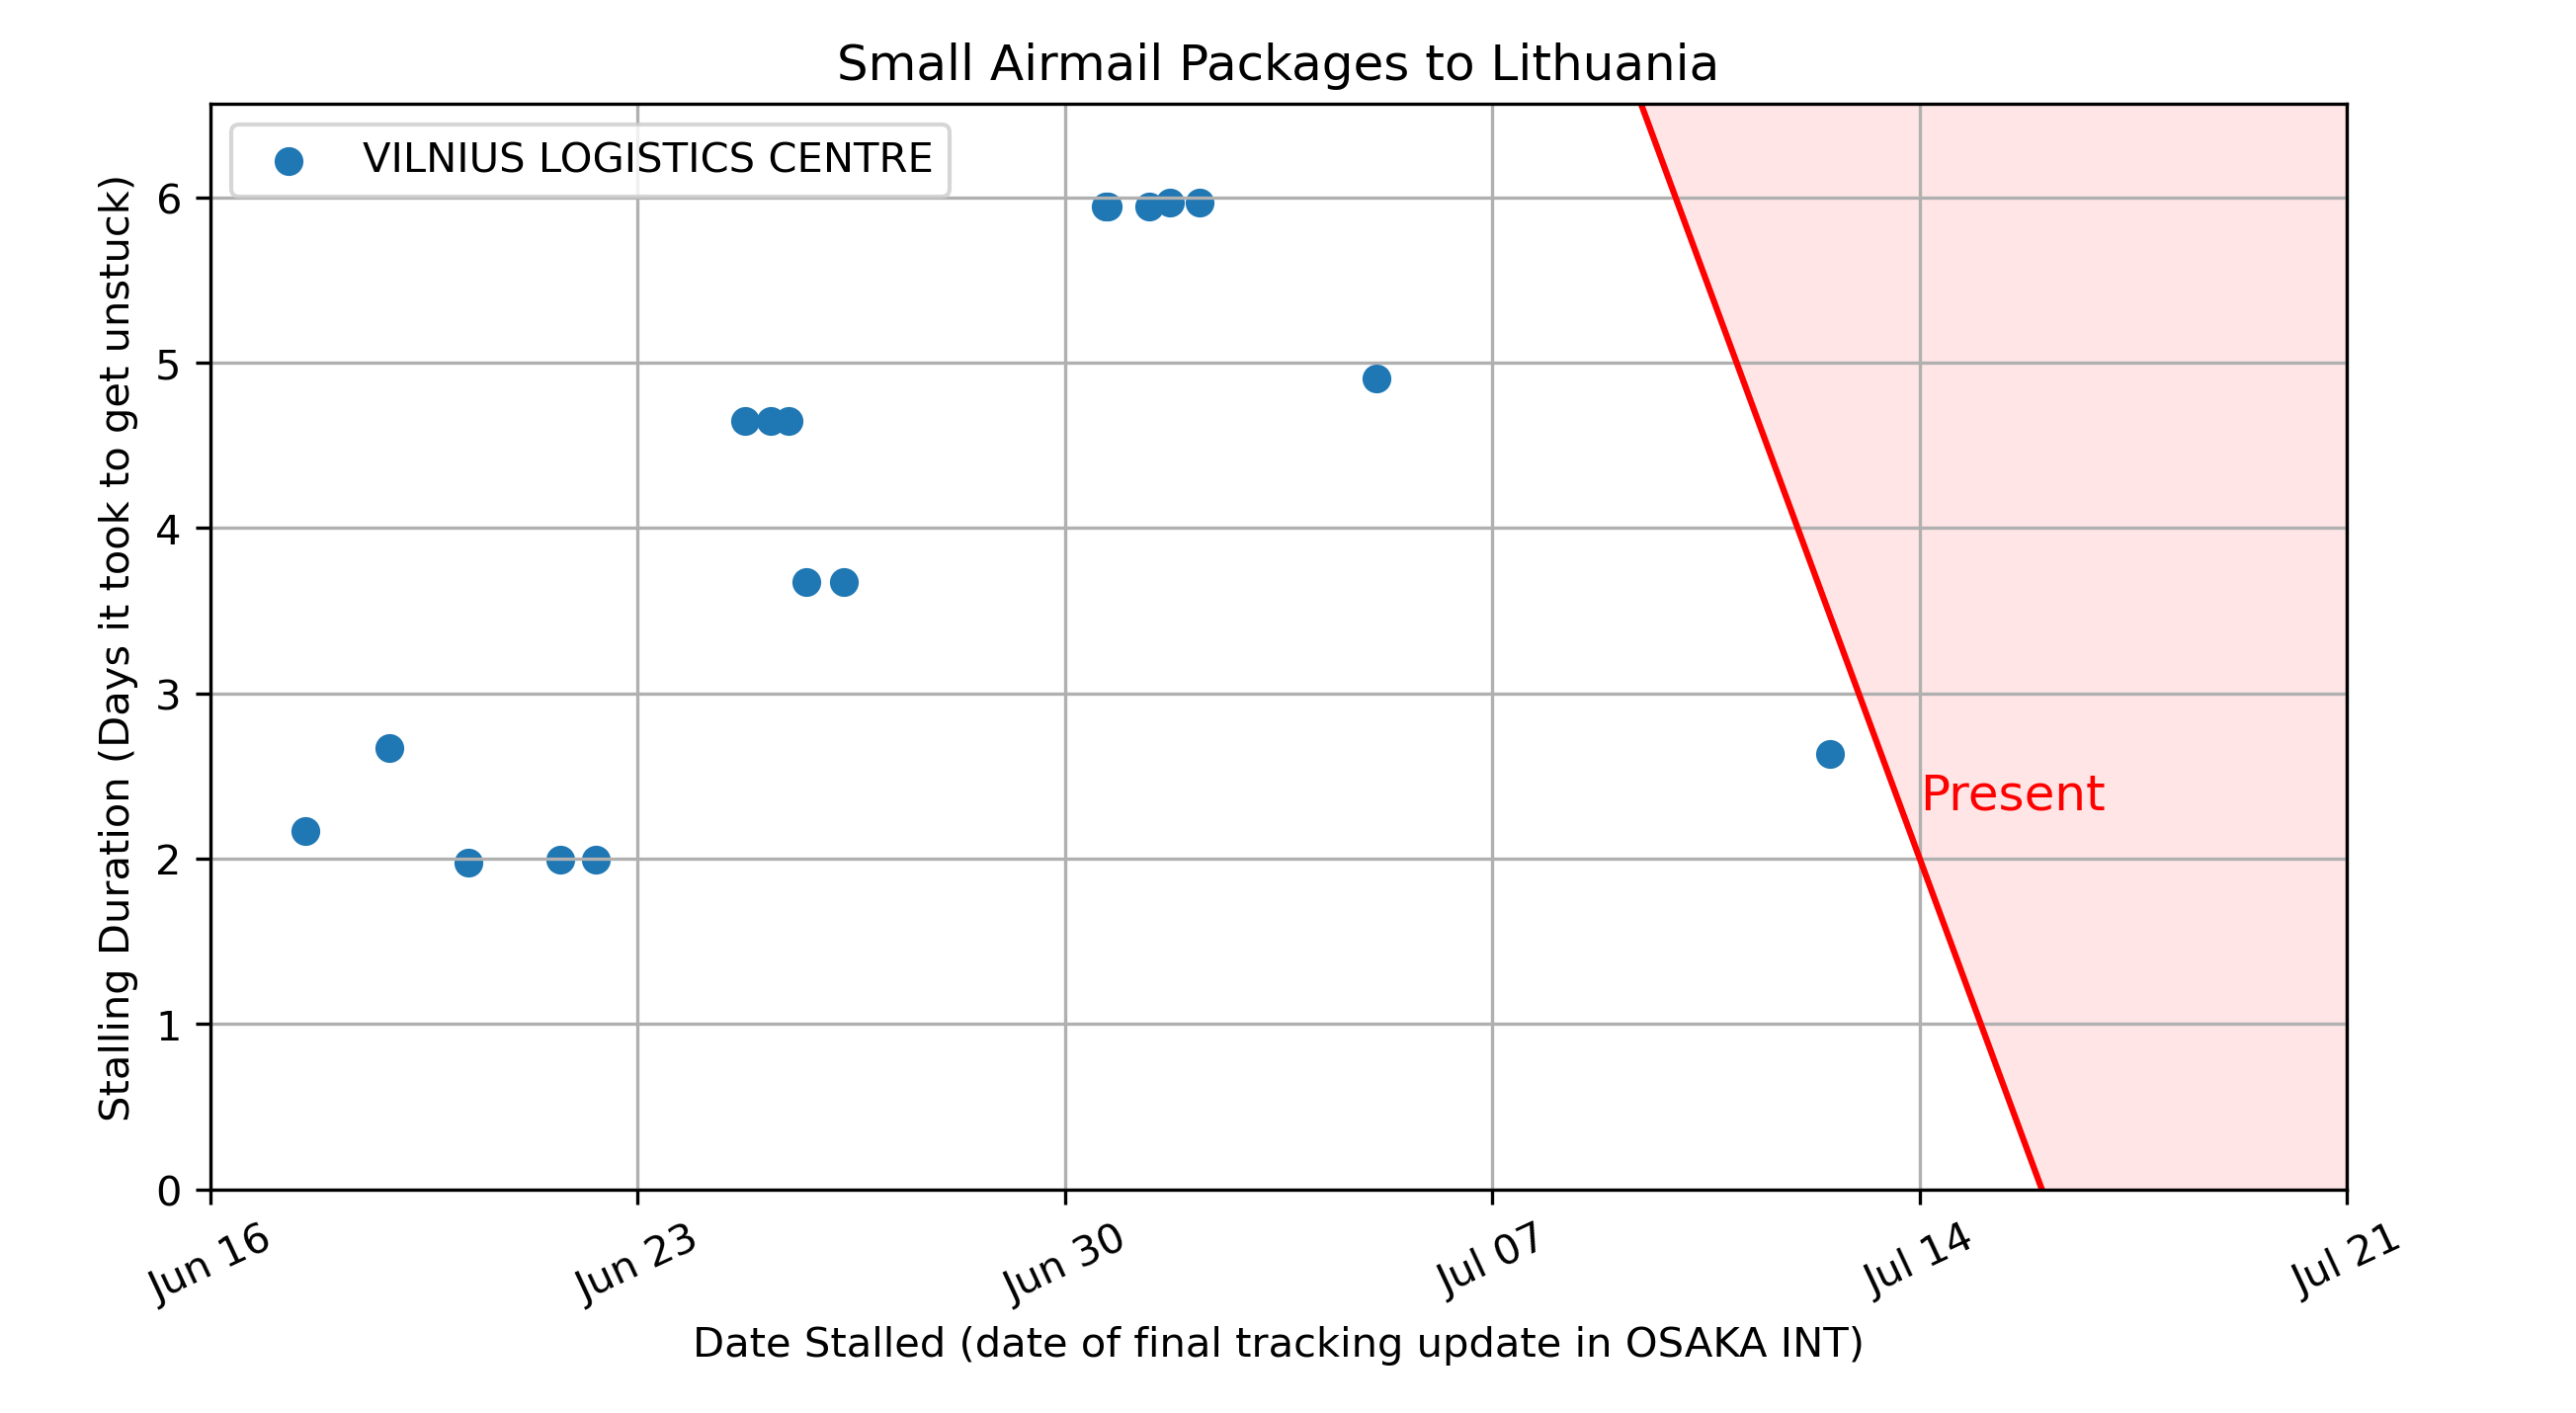 Small Airmail Packages to Lithuania
VILNIUS LOGISTICS CENTRE
Stalling Duration (Days it took to get unstuck)
6
5
4
3
2
1
0
Present
Jun 16
Jun 23
Jun 30
Jul 07
Jul 14
Jul 21
Date Stalled (date of final tracking update in OSAKA INT)